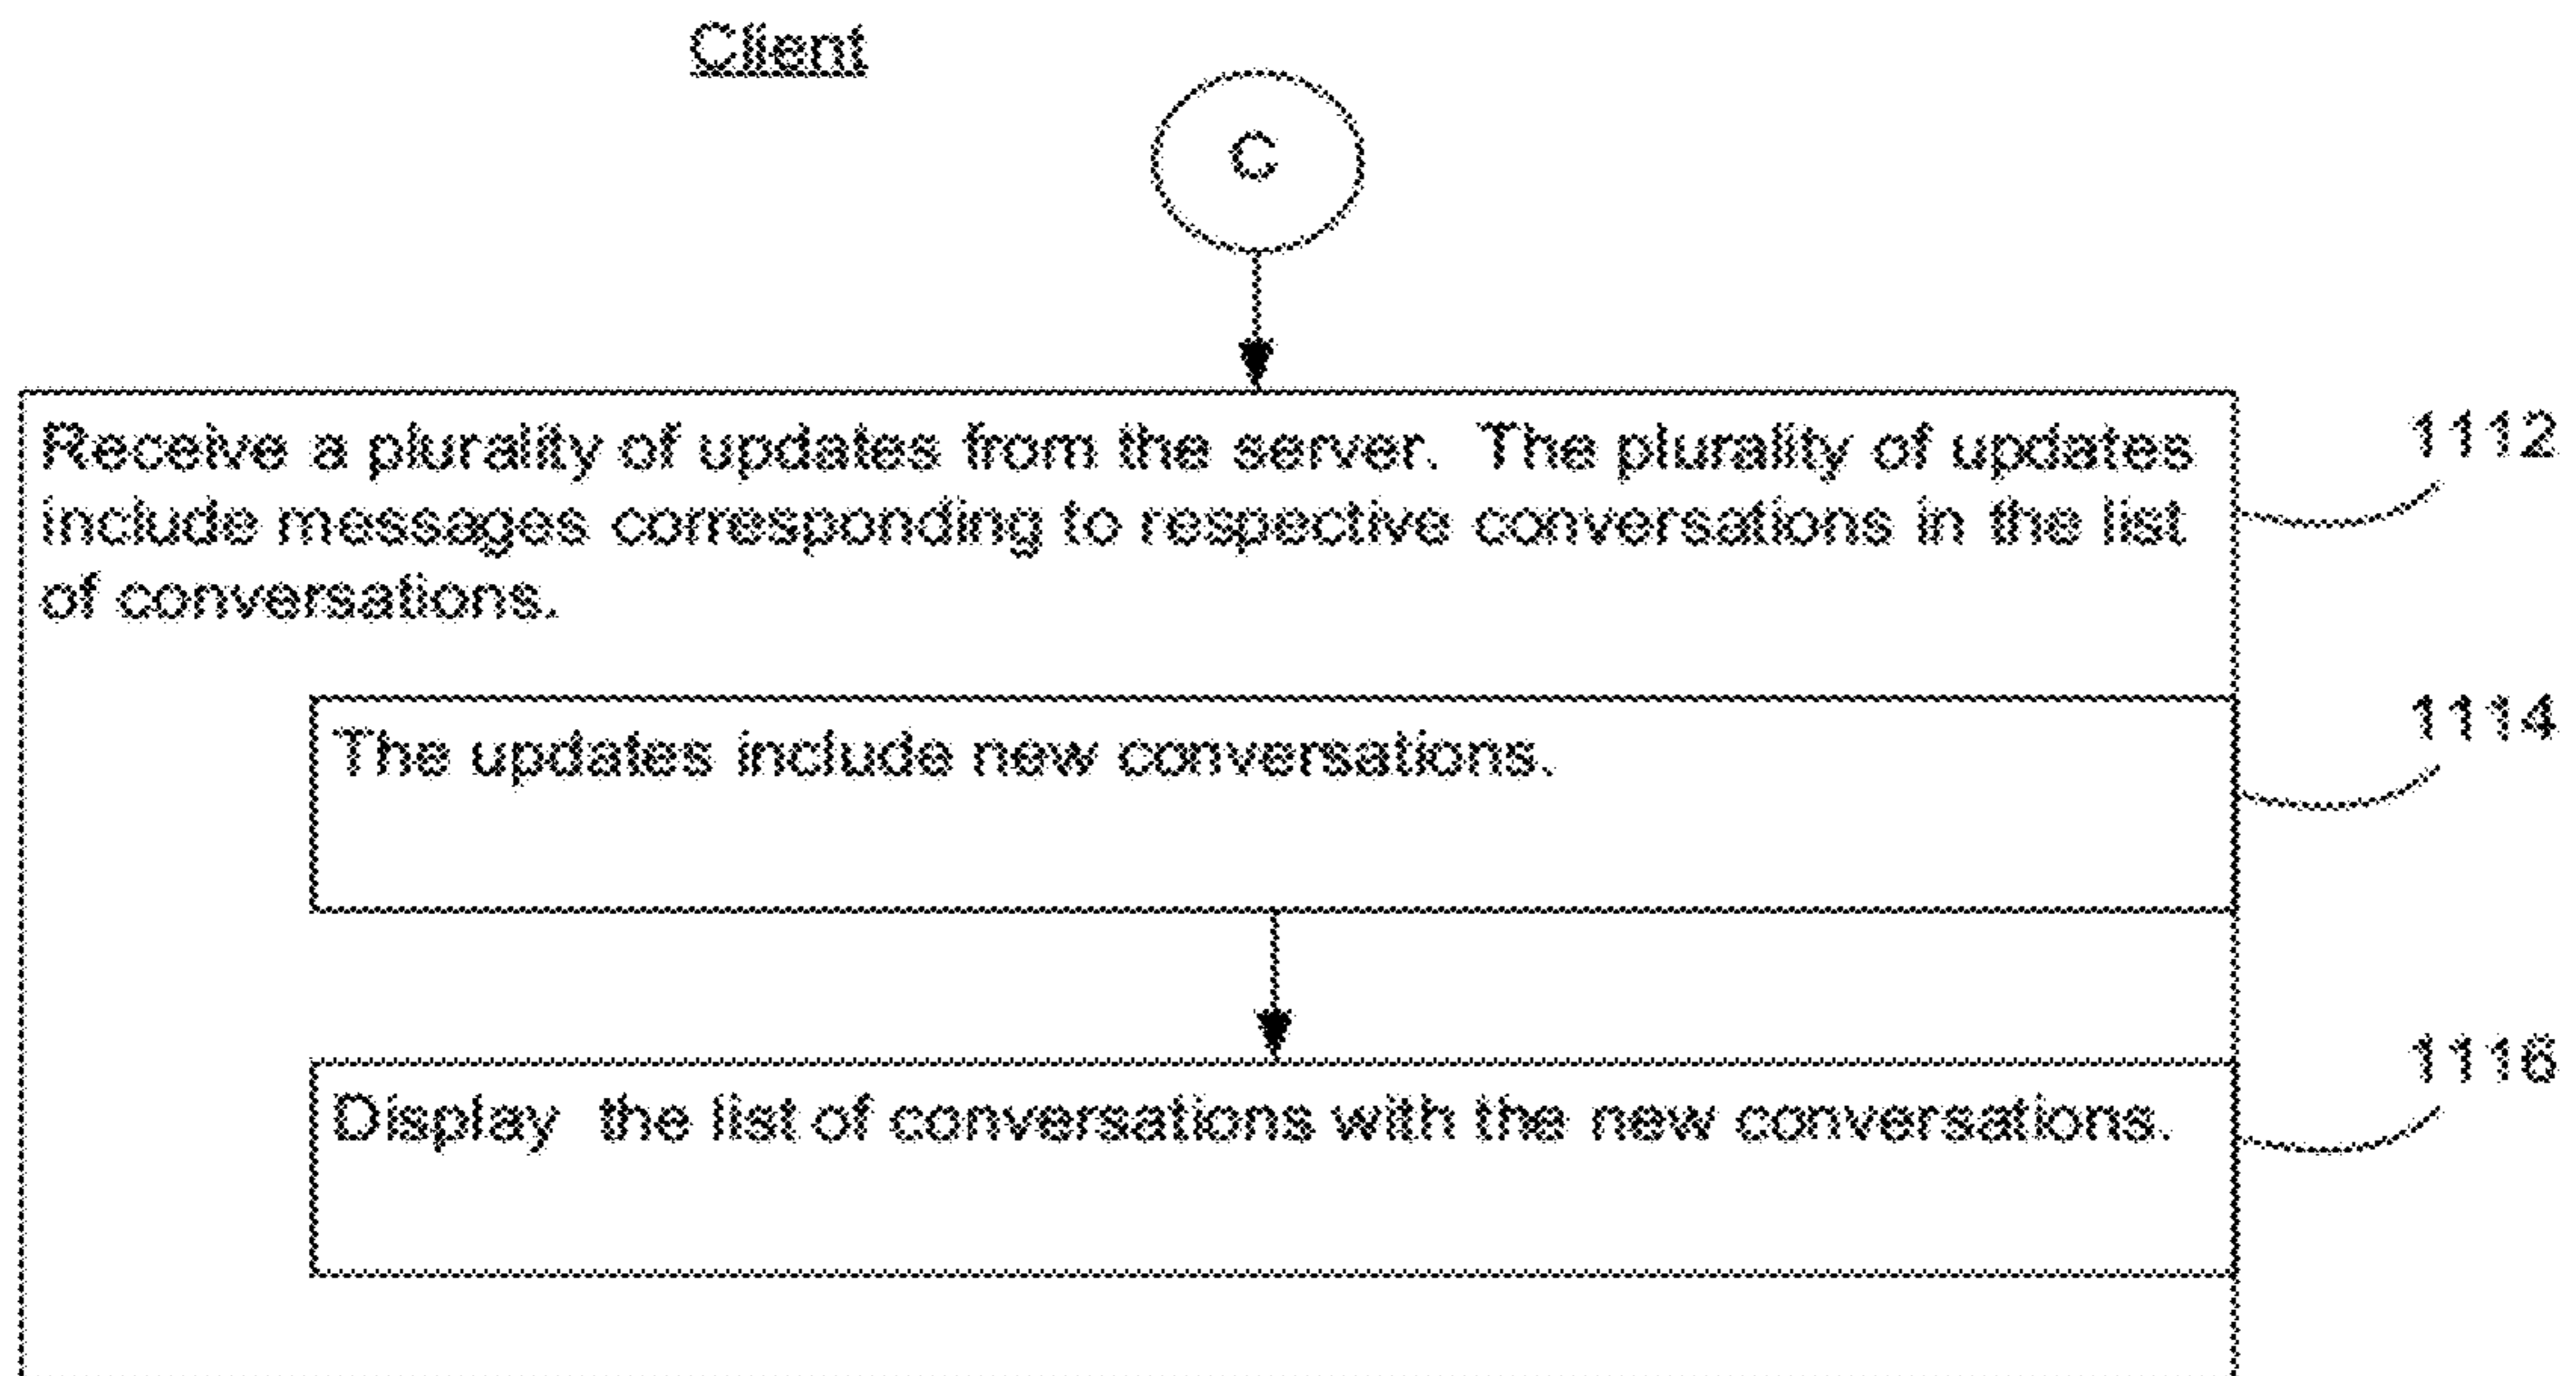 Client
C
Receive a plurality of updates from the server. The plurality of updates
include messages corresponding to respective conversations in the list
of conversations.
1112
The updates include new conversations.
1114
Display the list of conversations with the new conversations.
1116